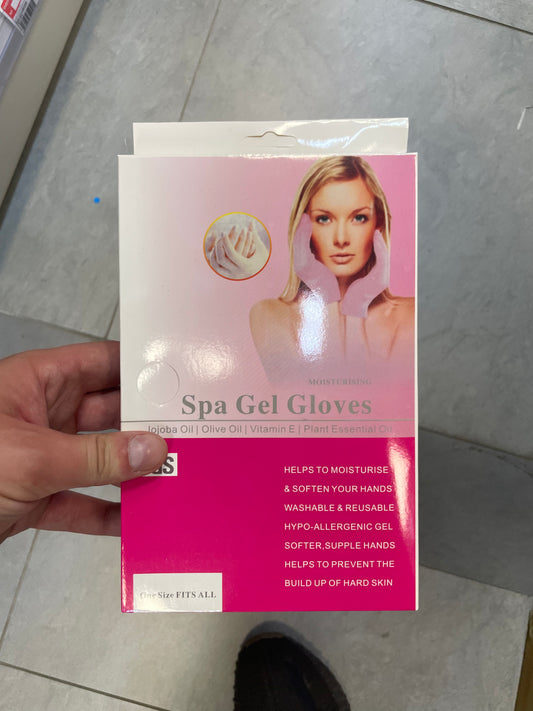 MOISTURISING
Spa Gel Gloves
Jojoba Oil | Olive Oil | Vitamin E | Plant Essential Oil
HELPS TO MOISTURISE
& SOFTEN YOUR HANDS
WASHABLE & REUSABLE
HYPO-ALLERGENIC GEL
SOFTER,SUPPLE HANDS
HELPS TO PREVENT THE
BUILD UP OF HARD SKIN
One Size FITS ALL